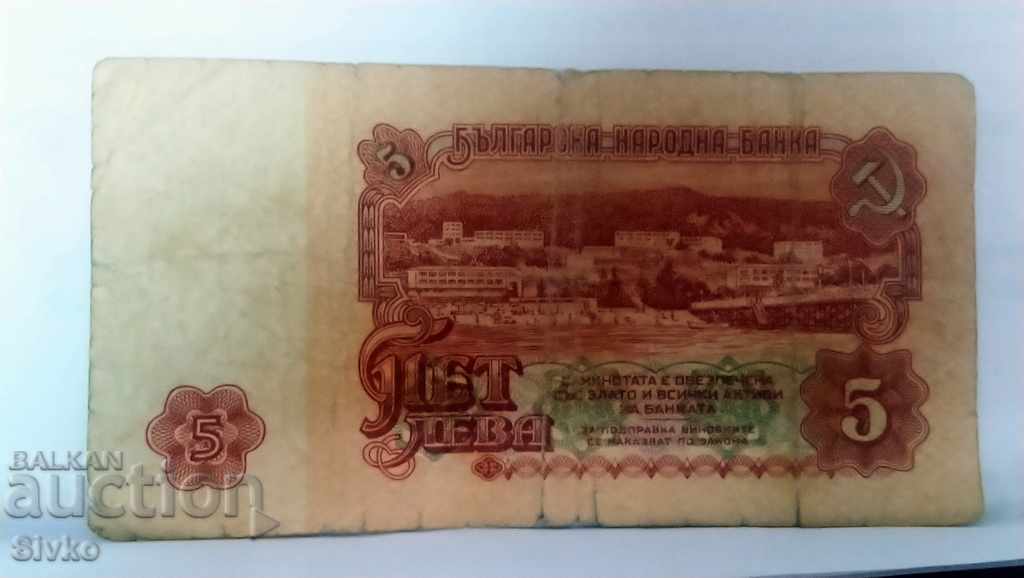 БЪЛГАРСКА НАРОДНА БАНКА
5
ПЕТ
ЛЕВА
БАНКНОТАТА Е ОБЕЗПЕЧЕНА
СЪС ЗЛАТО И ВСИЧКИ АКТИВИ
НА БАНКАТА
ЗА ПОДПРАВКА ВИНОВНИТЕ
СЕ НАКАЗВАТ ПО ЗАКОНА
5
5
BALKAN
auction
Sivko